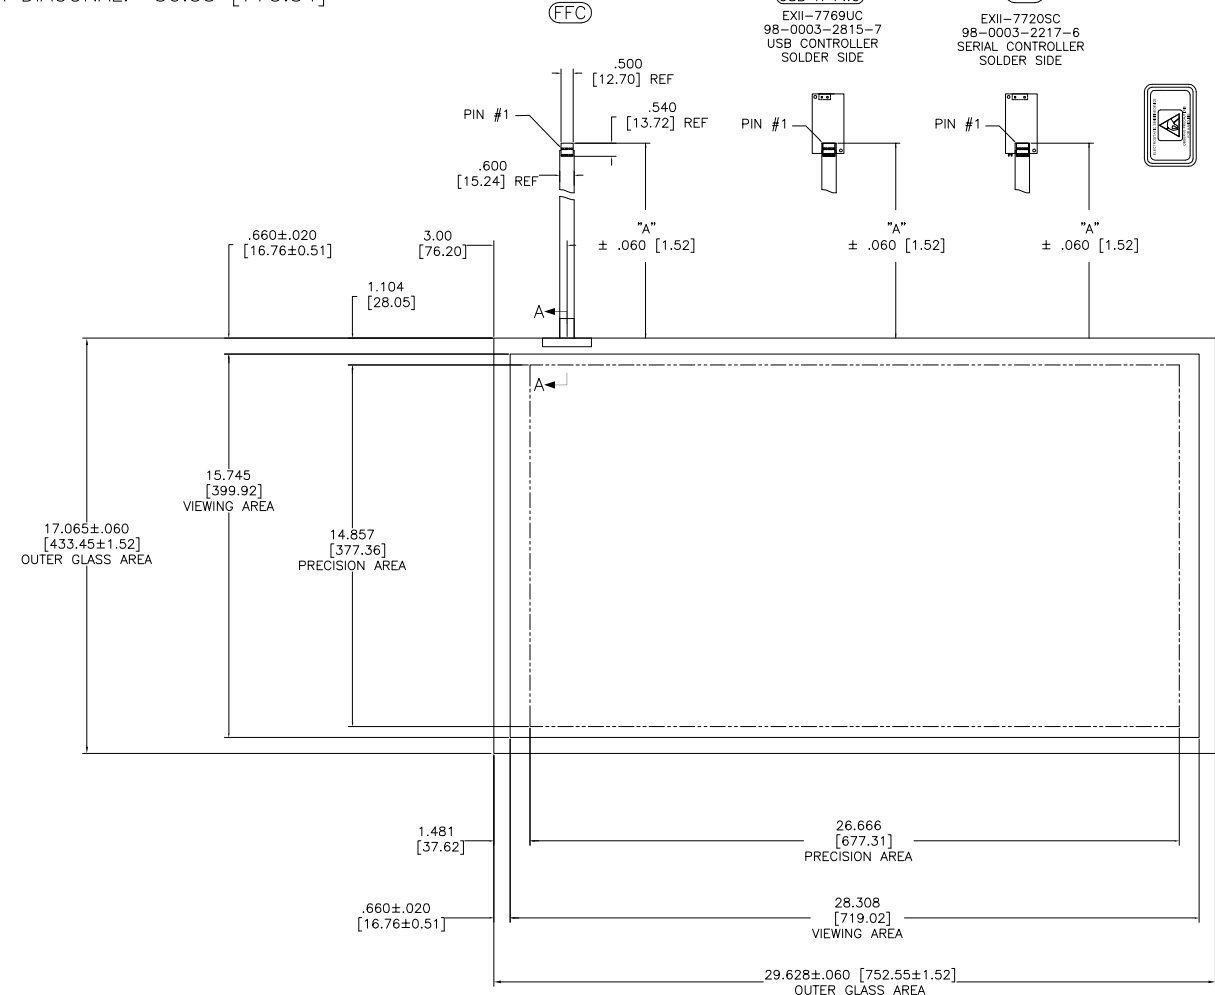 FFC
EXII-7769UC
98-0003-2815-7
USB CONTROLLER
SOLDER SIDE
EXII-7720SC
98-0003-2217-6
SERIAL CONTROLLER
SOLDER SIDE
.500
[12.70] REF
PIN #1
.540
[13.72] REF
PIN #1
PIN #1
.600
[15.24] REF
"A"
± .060 [1.52]
"A"
± .060 [1.52]
"A"
± .060 [1.52]
.660±.020
[16.76±0.51]
3.00
[76.20]
1.104
[28.05]
A
A
15.745
[399.92]
VIEWING AREA
17.065±.060
[433.45±1.52]
OUTER GLASS AREA
14.857
[377.36]
PRECISION AREA
1.481
[37.62]
26.666
[677.31]
PRECISION AREA
.660±.020
[16.76±0.51]
28.308
[719.02]
VIEWING AREA
29.628±.060 [752.55±1.52]
OUTER GLASS AREA